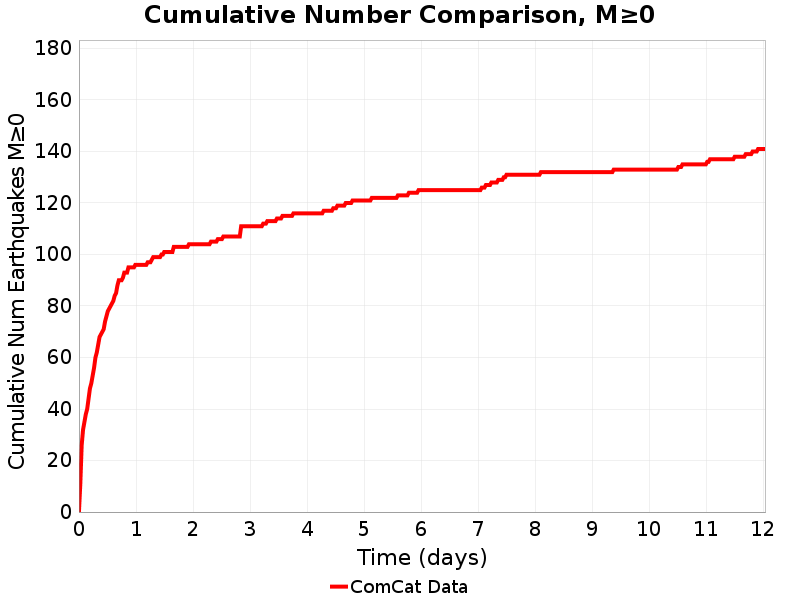 Cumulative Number Comparison, M≥0
Cumulative Num Earthquakes M≥0
180
160
140
120
100
80
60
40
20
0
0 1 2 3 4 5 6 7 8 9 10 11 12
Time (days)
ComCat Data